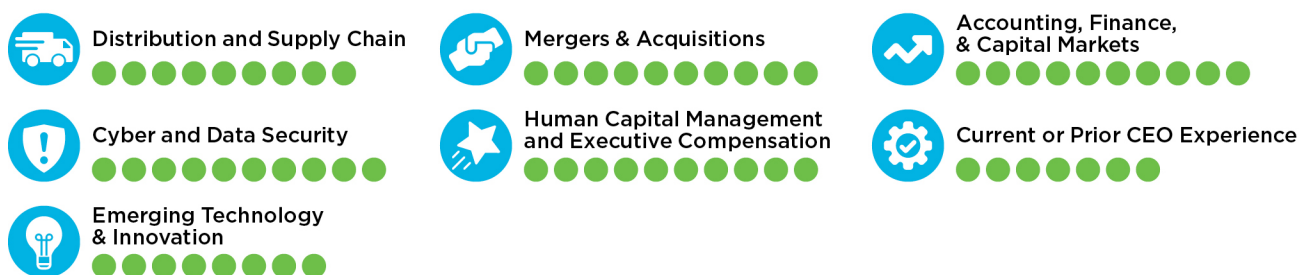 Distribution and Supply Chain
Mergers & Acquisitions
Accounting, Finance,
& Capital Markets
Cyber and Data Security
Human Capital Management
and Executive Compensation
Current or Prior CEO Experience
Emerging Technology
& Innovation